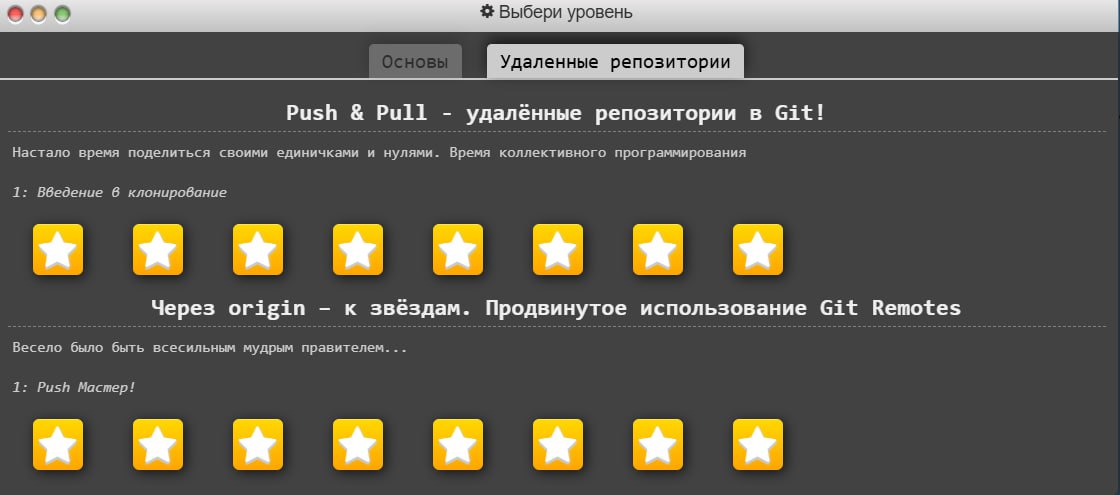 Выбери уровень
Основы Удаленные репозитории
Push & Pull - удалённые репозитории в Git!
Настало время поделиться своими единичками и нулями. Время коллективного программирования
1: Введение в клонирование
Через origin – к звёздам. Продвинутое использование Git Remotes
Весело было быть всесильным мудрым правителем...
1: Push Мастер!